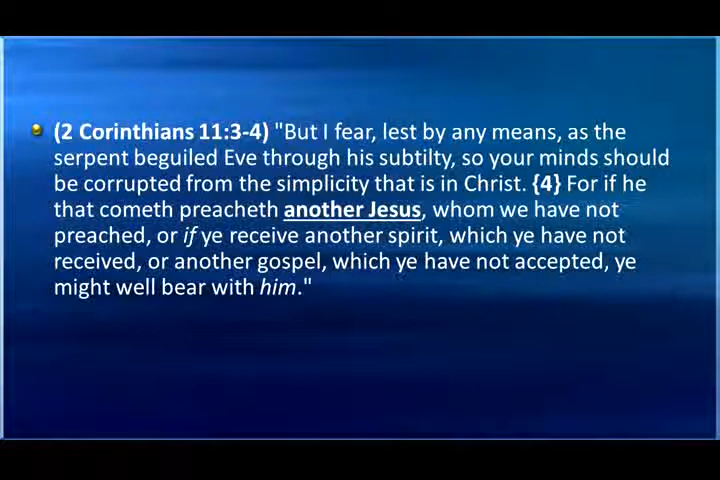 (2 Corinthians 11:3-4) "But I fear, lest by any means, as the
serpent beguiled Eve through his subtilty, so your minds should
be corrupted from the simplicity that is in Christ. {4} For if he
that cometh preacheth another Jesus, whom we have not
preached, or if ye receive another spirit, which ye have not
received, or another gospel, which ye have not accepted, ye
might well bear with him."